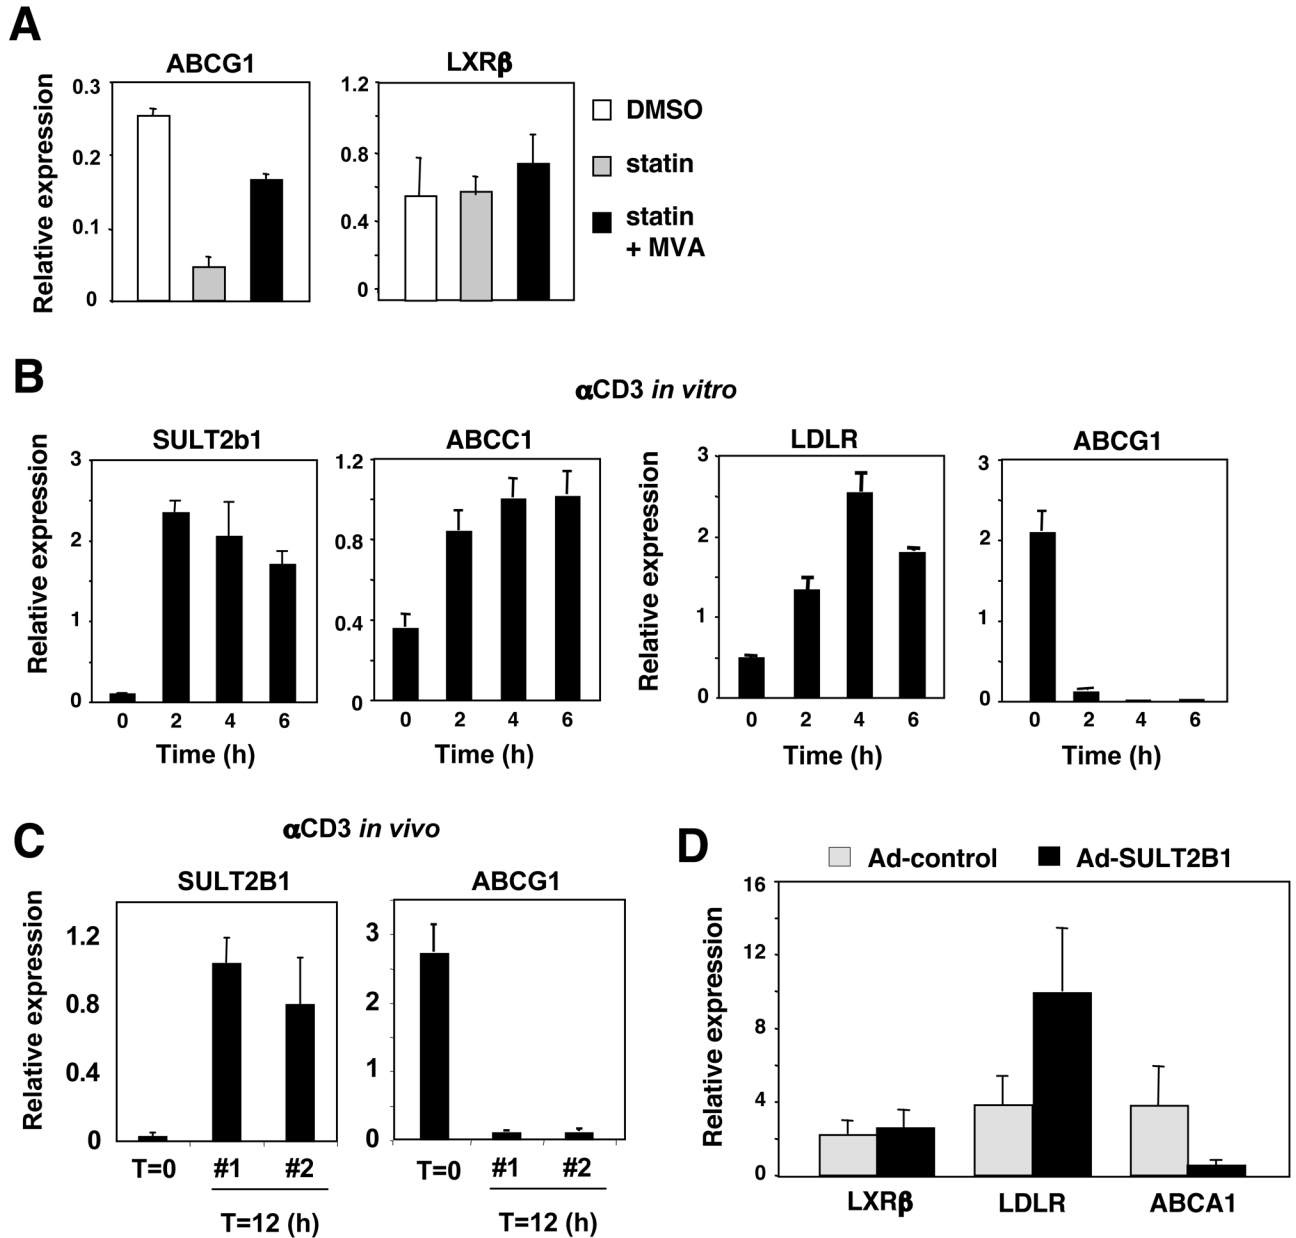 A
ABCG1
LXRβ
Relative expression
0.3
0.2
0.1
0
1.2
0.8
0.4
0
DMSO
statin
statin
+ MVA
B
αCD3 in vitro
SULT2b1
Relative expression
3
2
1
0
0 2 4 6
Time (h)
ABCC1
1.2
0.8
0.4
0
0 2 4 6
Time (h)
LDLR
Relative expression
3
2
1
0
0 2 4 6
Time (h)
ABCG1
3
2
1
0
0 2 4 6
Time (h)
C
αCD3 in vivo
SULT2B1
Relative expression
1.2
0.8
0.4
0
T=0 #1 #2
T=12 (h)
ABCG1
3
2
1
0
T=0 #1 #2
T=12 (h)
D
Ad-control Ad-SULT2B1
Relative expression
16
12
8
4
0
LXRβ LDLR ABCA1